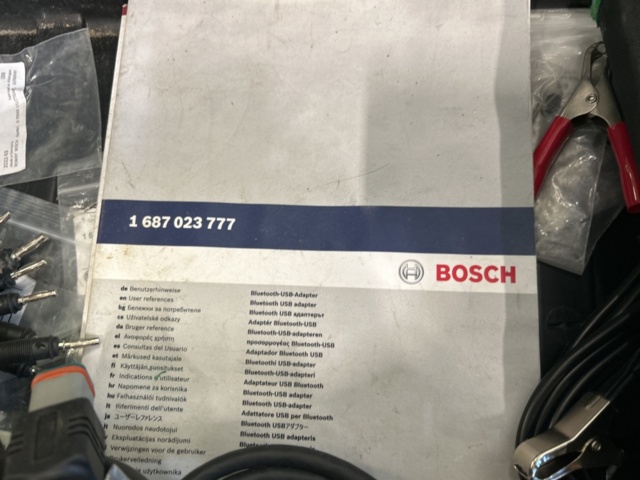 1 687 023 777
BOSCH
de Benutzerhinweise Bluetooth-USB-Adapter
en User references Bluetooth USB adapter
bg Бележки за потребителя Bluetooth USB адаптерът
cs Uživatelské odkazy Adaptér Bluetooth-USB
da Bruger reference Bluetooth-USB-adapteren
el Αναφορές χρήστη προσαρμογέας Bluetooth-USB
es Consultas del Usuario Adaptador Bluetooth USB
et Märkused kasutajale Bluetoothi USB adapter
fi Käyttäjän ohjeet Bluetooth-USB-adapteri
fr Indications d'utilisateur Adaptateur USB Bluetooth
hr Napomene za korisnika Bluetooth USB adapter
hu Felhasználói tudnivalók Bluetooth USB adapter
it Riferimenti dell'utente Adattatore USB per Bluetooth
ja ユーザーレファレンス Bluetooth USBアダプター
lt Nuorodos naudotojui Bluetooth USB adapteris
Ekspluatācijas norādījumi Bluetooth USB adapteris
Verwijzingen voor de gebruiker
Brukerveiledning
użytkownika